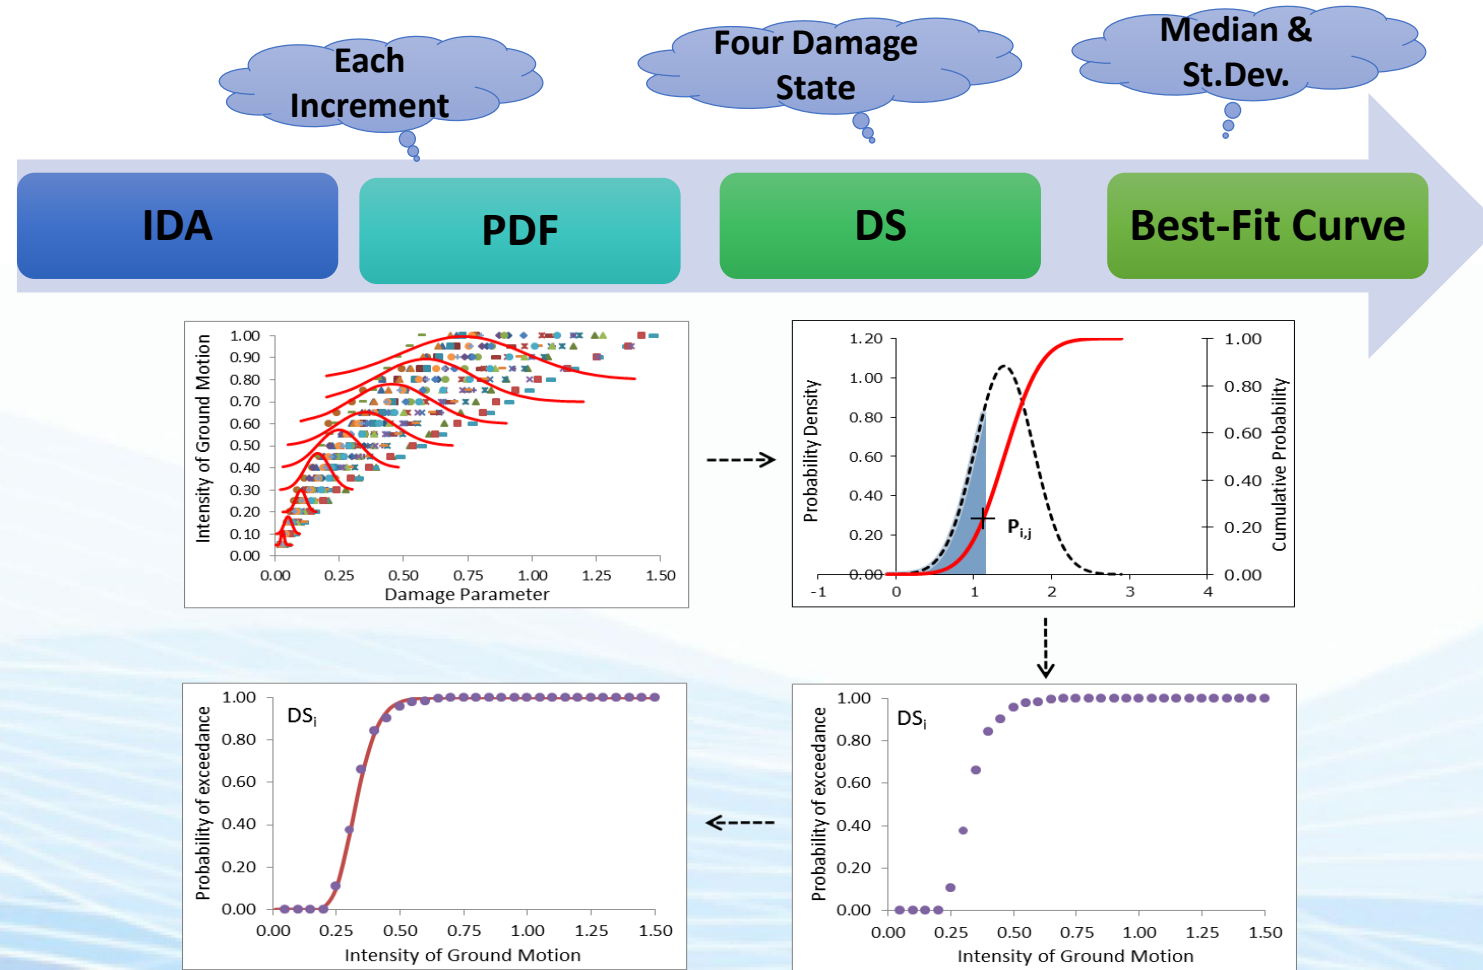 Each
Increment
Four Damage
State
Median &
St.Dev.
IDA
PDF
DS
Best-Fit Curve
Intensity of Ground Motion
1.00
0.90
0.80
0.70
0.60
0.50
0.40
0.30
0.20
0.10
0.00
0.00 0.25 0.50 0.75 1.00 1.25 1.50
Damage Parameter
Probability Density
1.20
1.00
0.80
0.60
0.40
0.20
0.00
-1 0 1 2 3 4
Pi,j
1.00
0.80
0.60
0.40
0.20
0.00
Cumulative Probability
Probability of exceedance
1.00
0.80
0.60
0.40
0.20
0.00
DSi
0.00 0.25 0.50 0.75 1.00 1.25 1.50
Intensity of Ground Motion
Probability of exceedance
1.00
0.80
0.60
0.40
0.20
0.00
DSi
0.00 0.25 0.50 0.75 1.00 1.25 1.50
Intensity of Ground Motion